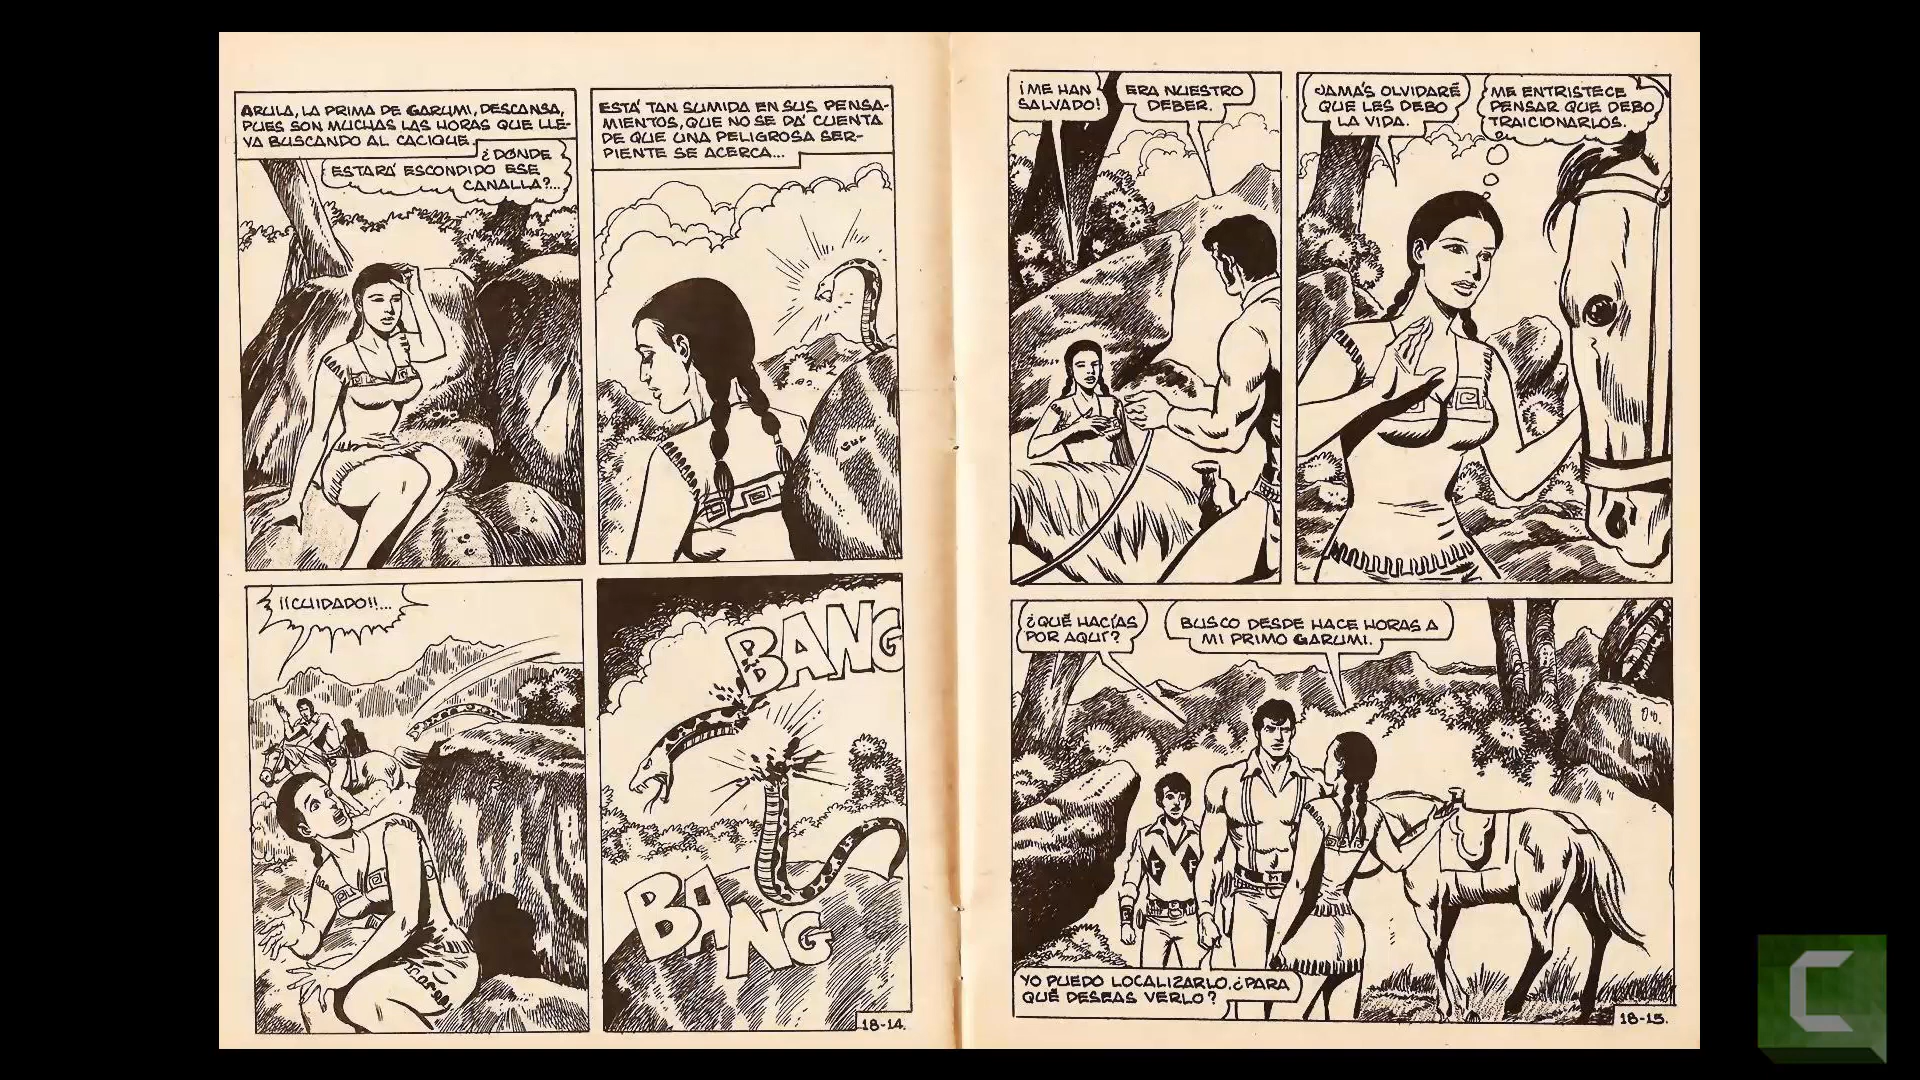 ARULA, LA PRIMA DE GARUMI, DESCANSA,
PUES SON MUCHAS LAS HORAS QUE LLE-
VA BUSCANDO AL CACIQUE.
¿DÓNDE
ESTARÁ ESCONDIDO ESE
CANALLA?...
ESTÁ TAN SUMIDA EN SUS PENSA-
MIENTOS, QUE NO SE DÁ CUENTA
DE QUE UNA PELIGROSA SER-
PIENTE SE ACERCA...
¡¡CUIDADO!!...
BANG
BANG
18-14.
¡ME HAN
SALVADO!
ERA NUESTRO
DEBER.
JAMÁS OLVIDARÉ
QUE LES DEBO
LA VIDA.
ME ENTRISTECE
PENSAR QUE DEBO
TRAICIONARLOS.
¿QUÉ HACÍAS
POR AQUÍ?
BUSCO DESDE HACE HORAS A
MI PRIMO GARUMI.
F F
M
YO PUEDO LOCALIZARLO. ¿PARA
QUÉ DESEAS VERLO?
18-15.
C